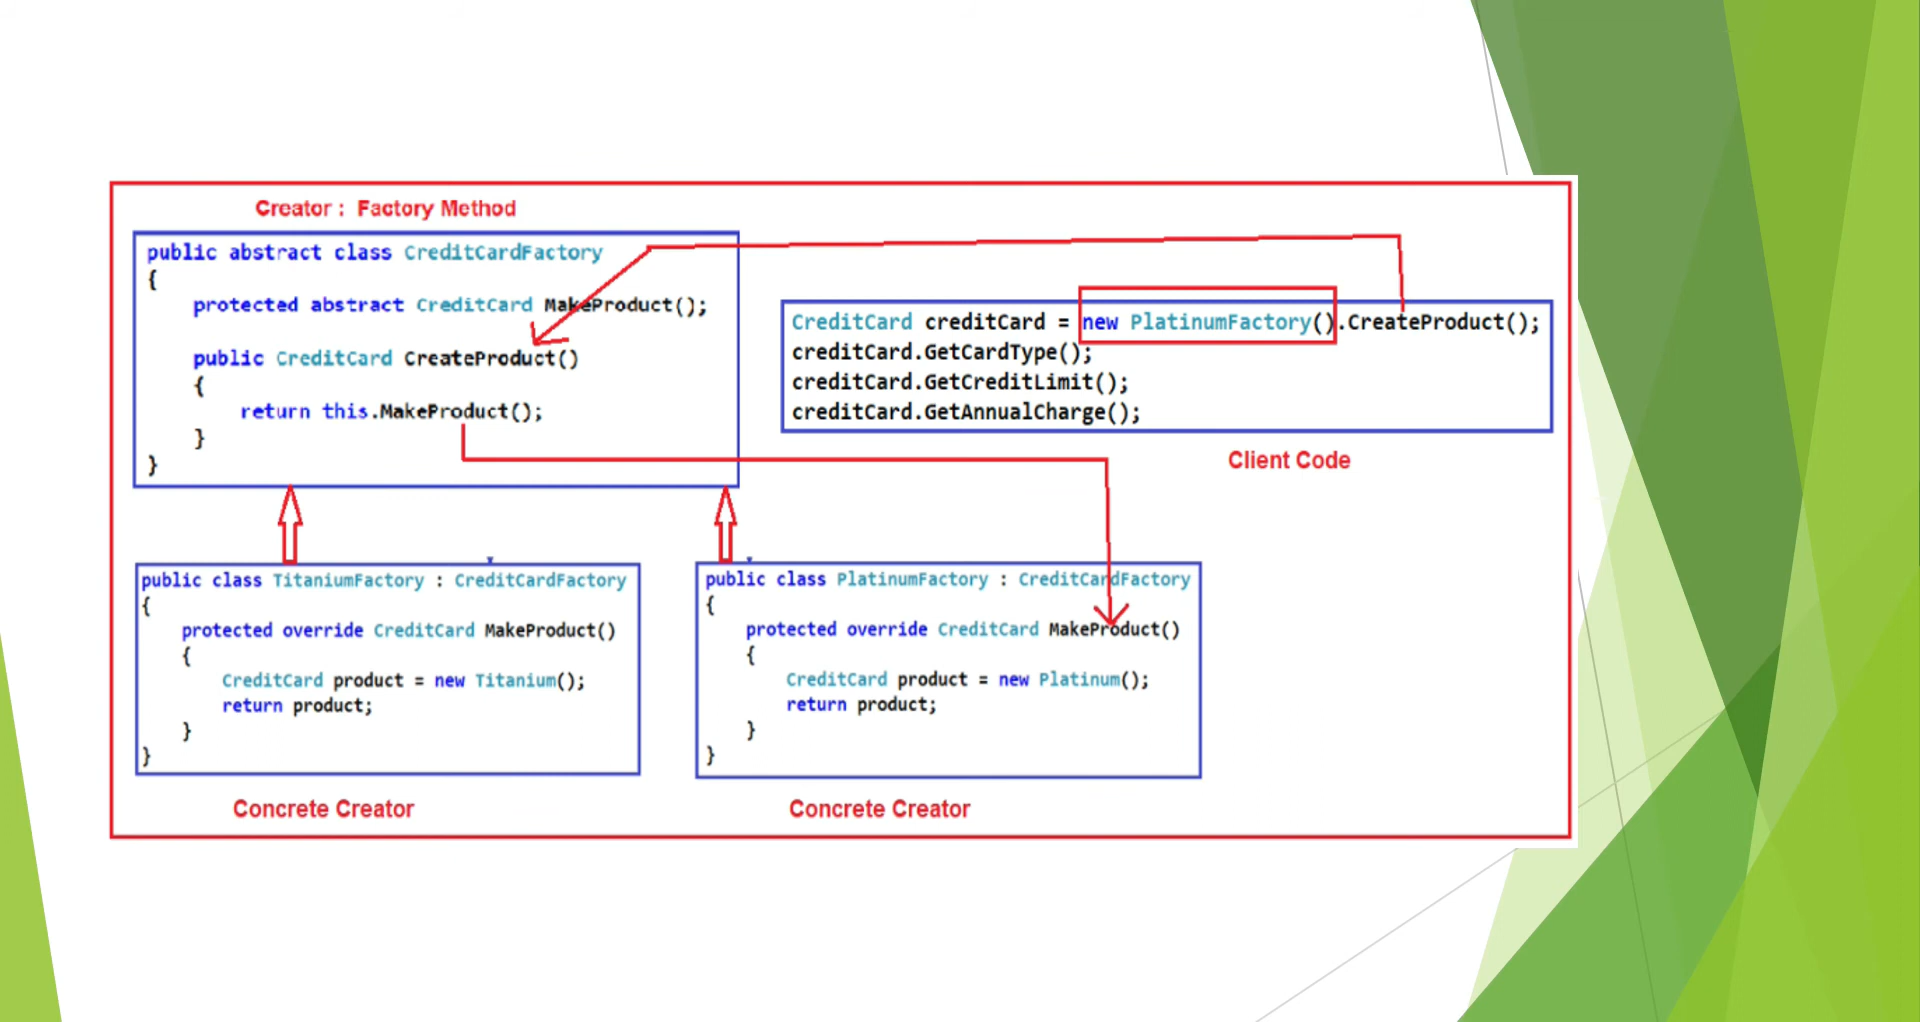 Creator : Factory Method
public abstract class CreditCardFactory
{
protected abstract CreditCard MakeProduct();
public CreditCard CreateProduct()
{
return this.MakeProduct();
}
}
CreditCard creditCard = new PlatinumFactory().CreateProduct();
creditCard.GetCardType();
creditCard.GetCreditLimit();
creditCard.GetAnnualCharge();
Client Code
public class TitaniumFactory : CreditCardFactory
{
protected override CreditCard MakeProduct()
{
CreditCard product = new Titanium();
return product;
}
}
Concrete Creator
public class PlatinumFactory : CreditCardFactory
{
protected override CreditCard MakeProduct()
{
CreditCard product = new Platinum();
return product;
}
}
Concrete Creator